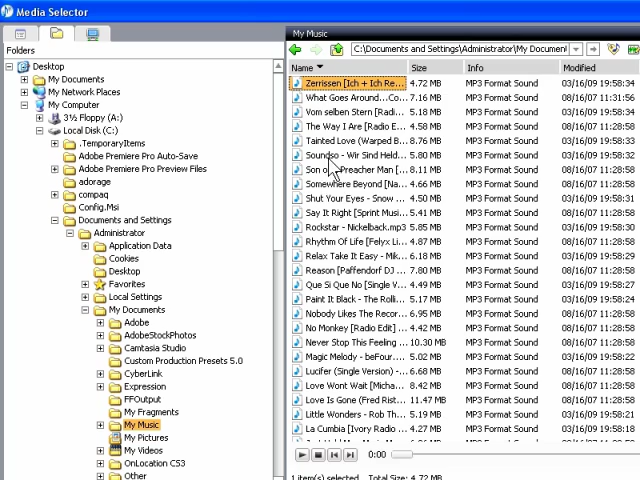 Media Selector
Folders
Desktop
My Documents
My Network Places
My Computer
3½ Floppy (A:)
Local Disk (C:)
.TemporaryItems
Adobe Premiere Pro Auto-Save
Adobe Premiere Pro Preview Files
adorage
compaq
Config.Msi
Documents and Settings
Administrator
Application Data
Cookies
Desktop
Favorites
Local Settings
My Documents
Adobe
AdobeStockPhotos
Camtasia Studio
Custom Production Presets 5.0
CyberLink
Expression
FFOutput
My Fragments
My Music
My Pictures
My Videos
OnLocation CS3
Other
My Music
C:\Documents and Settings\Administrator\My Document
Name Size Info Modified
Zerrissen [Ich + Ich Re... 4.72 MB MP3 Format Sound 03/16/09 19:58:34
What Goes Around...Co... 7.16 MB MP3 Format Sound 08/16/07 11:31:56
Vom selben Stern [Radi... 5.18 MB MP3 Format Sound 03/16/09 19:58:34
The Way I Are [Radio E... 4.58 MB MP3 Format Sound 08/16/07 11:28:58
Tainted Love (Warped B... 8.76 MB MP3 Format Sound 03/16/09 19:58:33
Soundso - Wir Sind Held... 5.80 MB MP3 Format Sound 03/16/09 19:58:32
Son o Preacher Man [... 8.11 MB MP3 Format Sound 08/16/07 11:28:58
Somewhere Beyond [Na... 4.66 MB MP3 Format Sound 08/16/07 11:28:58
Shut Your Eyes - Snow ... 4.50 MB MP3 Format Sound 03/16/09 19:58:31
Say It Right [Sprint Musi... 5.41 MB MP3 Format Sound 08/16/07 11:28:58
Rockstar - Nickelback.mp3 5.85 MB MP3 Format Sound 03/16/09 19:58:30
Rhythm Of Life [Felyx Li... 4.87 MB MP3 Format Sound 08/16/07 11:28:58
Relax Take It Easy - Mik... 6.18 MB MP3 Format Sound 03/16/09 19:58:29
Reason [Paffendorf DJ ... 7.80 MB MP3 Format Sound 08/16/07 11:28:58
Que Si Que No [Single V... 4.49 MB MP3 Format Sound 03/16/09 19:58:27
Paint It Black - The Rolli... 5.17 MB MP3 Format Sound 03/16/09 19:58:24
Nobody Likes The Recor... 6.95 MB MP3 Format Sound 08/16/07 11:28:58
No Monkey [Radio Edit] ... 4.42 MB MP3 Format Sound 08/16/07 11:28:58
Never Stop This Feeling ... 10.30 MB MP3 Format Sound 08/16/07 11:28:58
Magic Melody - beFour.... 5.02 MB MP3 Format Sound 03/16/09 19:58:22
Lucifer (Single Version) -... 6.68 MB MP3 Format Sound 08/16/07 11:28:58
Love Wont Wait [Micha... 8.42 MB MP3 Format Sound 08/16/07 11:28:58
Love Is Gone (Fred Rist... 11.47 MB MP3 Format Sound 08/16/07 11:28:58
Little Wonders - Rob Th... 5.19 MB MP3 Format Sound 03/16/09 19:58:21
La Cumbia [Ivory Radio ... 4.27 MB MP3 Format Sound 03/16/09 19:58:18
0:00
1 item(s) selected Total Size: 4.72 MB